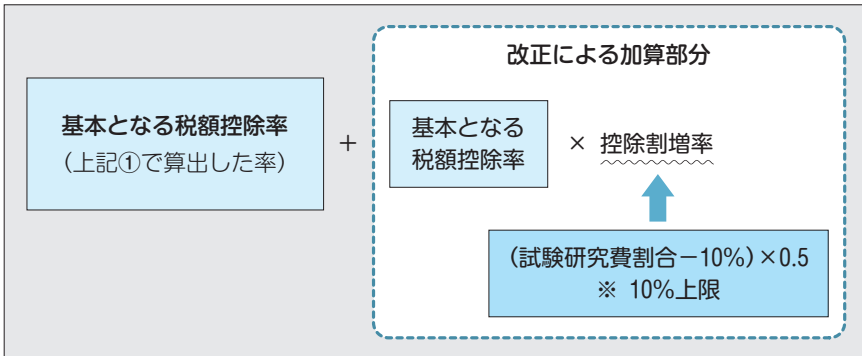 改正による加算部分
基本となる税額控除率
（上記①で算出した率）
＋
基本となる
税額控除率
× 控除割増率
（試験研究費割合－10%）×0.5
※ 10%上限